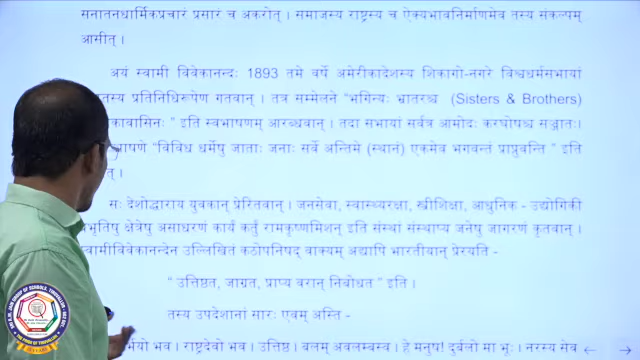 सनातनधार्मिकप्रचारं प्रसारं च अकरोत् । समाजस्य राष्ट्रस्य च ऐक्यभावनिर्माणमेव तस्य संकल्पम्
आसीत् ।
अयं स्वामी विवेकानन्दः 1893 तमे वर्षे अमेरीकादेशस्य शिकागो-नगरे विश्वधर्मसभायां
प्रतिनिधिरूपेण गतवान् । तत्र सम्मेलने "भगिन्यः भ्रातरश्च (Sisters & Brothers)
इति स्वभाषणम् आरब्धवान् । तदा सभायां सर्वत्र आमोदः करघोषश्च सञ्जातः ।
"विविध धर्मेषु जाताः जनाः सर्वे अन्तिमे (स्थानं) एकमेव भगवन्तं प्राप्नुवन्ति " इति
सः देशोद्धाराय युवकान् प्रेरितवान् । जनसेवा, स्वास्थ्यरक्षा, स्त्रीशिक्षा, आधुनिक - उद्योगिकी
क्षेत्रेषु असाधारणं कार्यं कर्तुं रामकृष्णमिशन् इति संस्थां संस्थाप्य जनेषु जागरणं कृतवान् ।
स्वामीविवेकानन्देन उल्लिखितं कठोपनिषद् वाक्यम् अद्यापि भारतीयान् प्रेरयति -
"उत्तिष्ठत, जाग्रत, प्राप्य वरान् निबोधत " इति ।
तस्य उपदेशानां सारः एवम् अस्ति -
भव । राष्ट्रदेवो भव । उत्तिष्ठ । बलम् अवलम्बस्व । हे मनुष! दुर्बलो मा भूः । नरस्य सेव